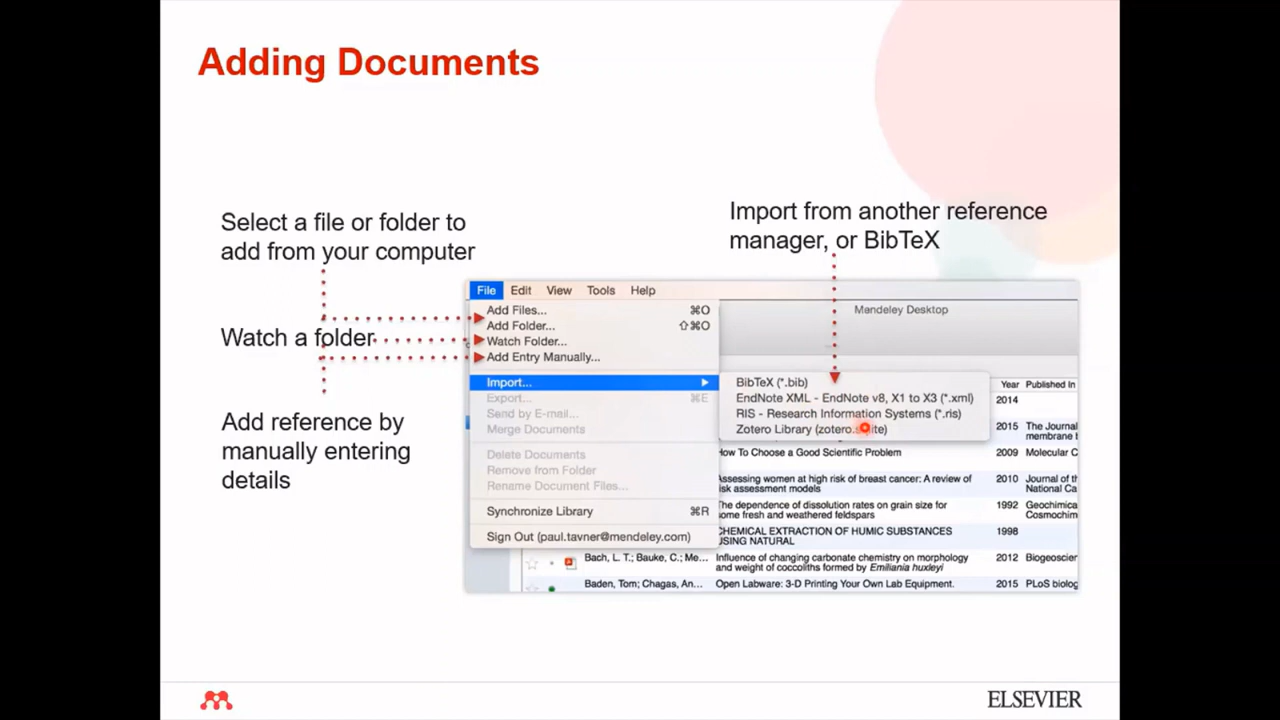 Adding Documents
Select a file or folder to
add from your computer
Watch a folder
Add reference by
manually entering
details
Import from another reference
manager, or BibTeX
File Edit View Tools Help
Mendeley Desktop
Add Files... ⌘O
Add Folder... ⇧⌘O
Watch Folder...
Add Entry Manually...
Import...
Export... ⌘E
Send by E-mail...
Merge Documents
Delete Documents
Remove from Folder
Rename Document Files...
Synchronize Library ⌘R
Sign Out (paul.tavner@mendeley.com)
BibTeX (*.bib)
EndNote XML - EndNote v8, X1 to X3 (*.xml)
RIS - Research Information Systems (*.ris)
Zotero Library
Year Published In
2014
2015 The Journal
membrane b
How To Choose a Good Scientific Problem 2009 Molecular C
Assessing women at high risk of breast cancer: A review of 2010 Journal of th
risk assessment models National Ca
The dependence of dissolution rates on grain size for 1992 Geochimica
some fresh and weathered feldspars Cosmochim
CHEMICAL EXTRACTION OF HUMIC SUBSTANCES 1998
USING NATURAL
Bach, L. T.; Bauke, C.; Me... Influence of changing carbonate chemistry on morphology 2012 Biogeoscien
and weight of coccoliths formed by Emiliania huxleyi
Baden, Tom; Chagas, An... Open Labware: 3-D Printing Your Own Lab Equipment. 2015 PLoS biolog
ELSEVIER